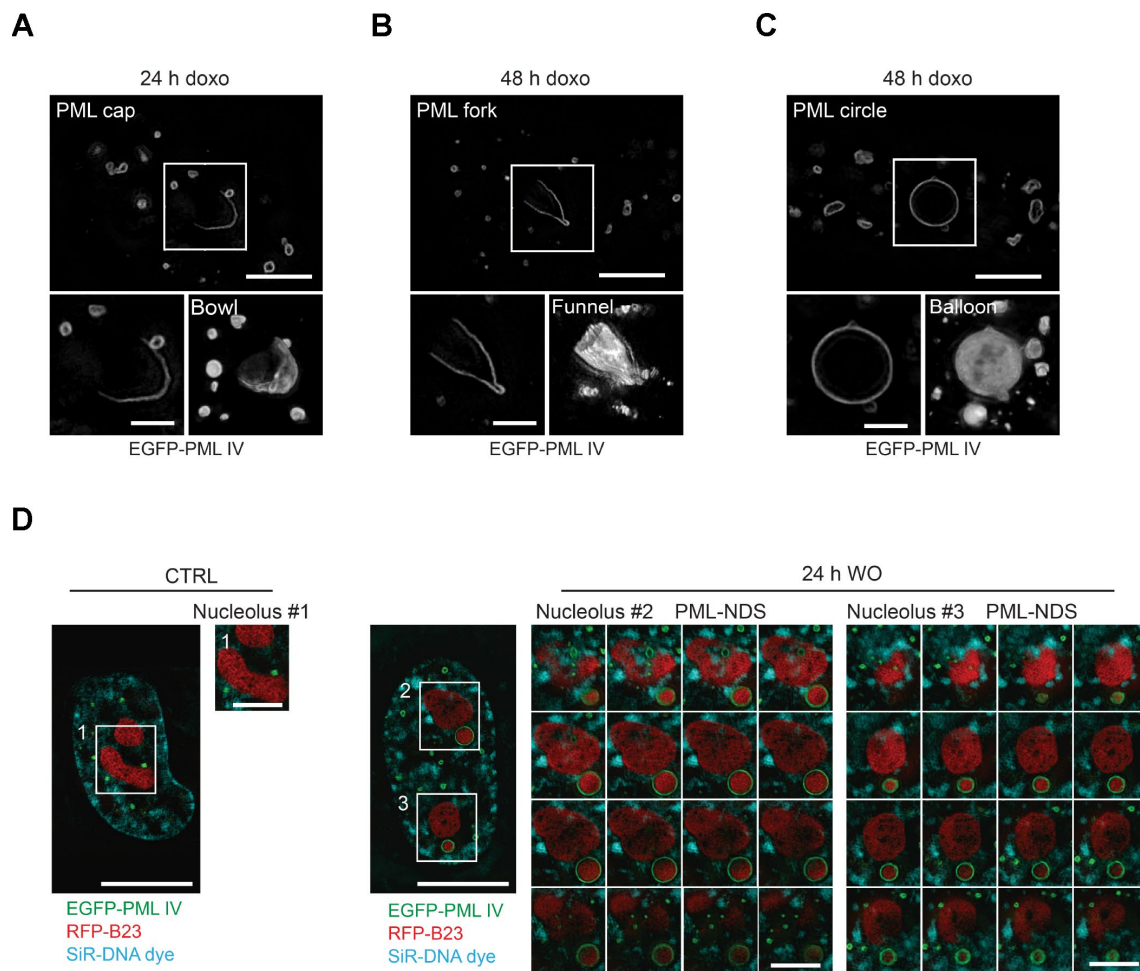 A
B
C
24 h doxo
48 h doxo
48 h doxo
PML cap
PML fork
PML circle
Bowl
Funnel
Balloon
EGFP-PML IV
EGFP-PML IV
EGFP-PML IV
D
CTRL
24 h WO
Nucleolus #1
Nucleolus #2 PML-NDS
Nucleolus #3 PML-NDS
1
1
2
3
EGFP-PML IV
RFP-B23
SiR-DNA dye
EGFP-PML IV
RFP-B23
SiR-DNA dye